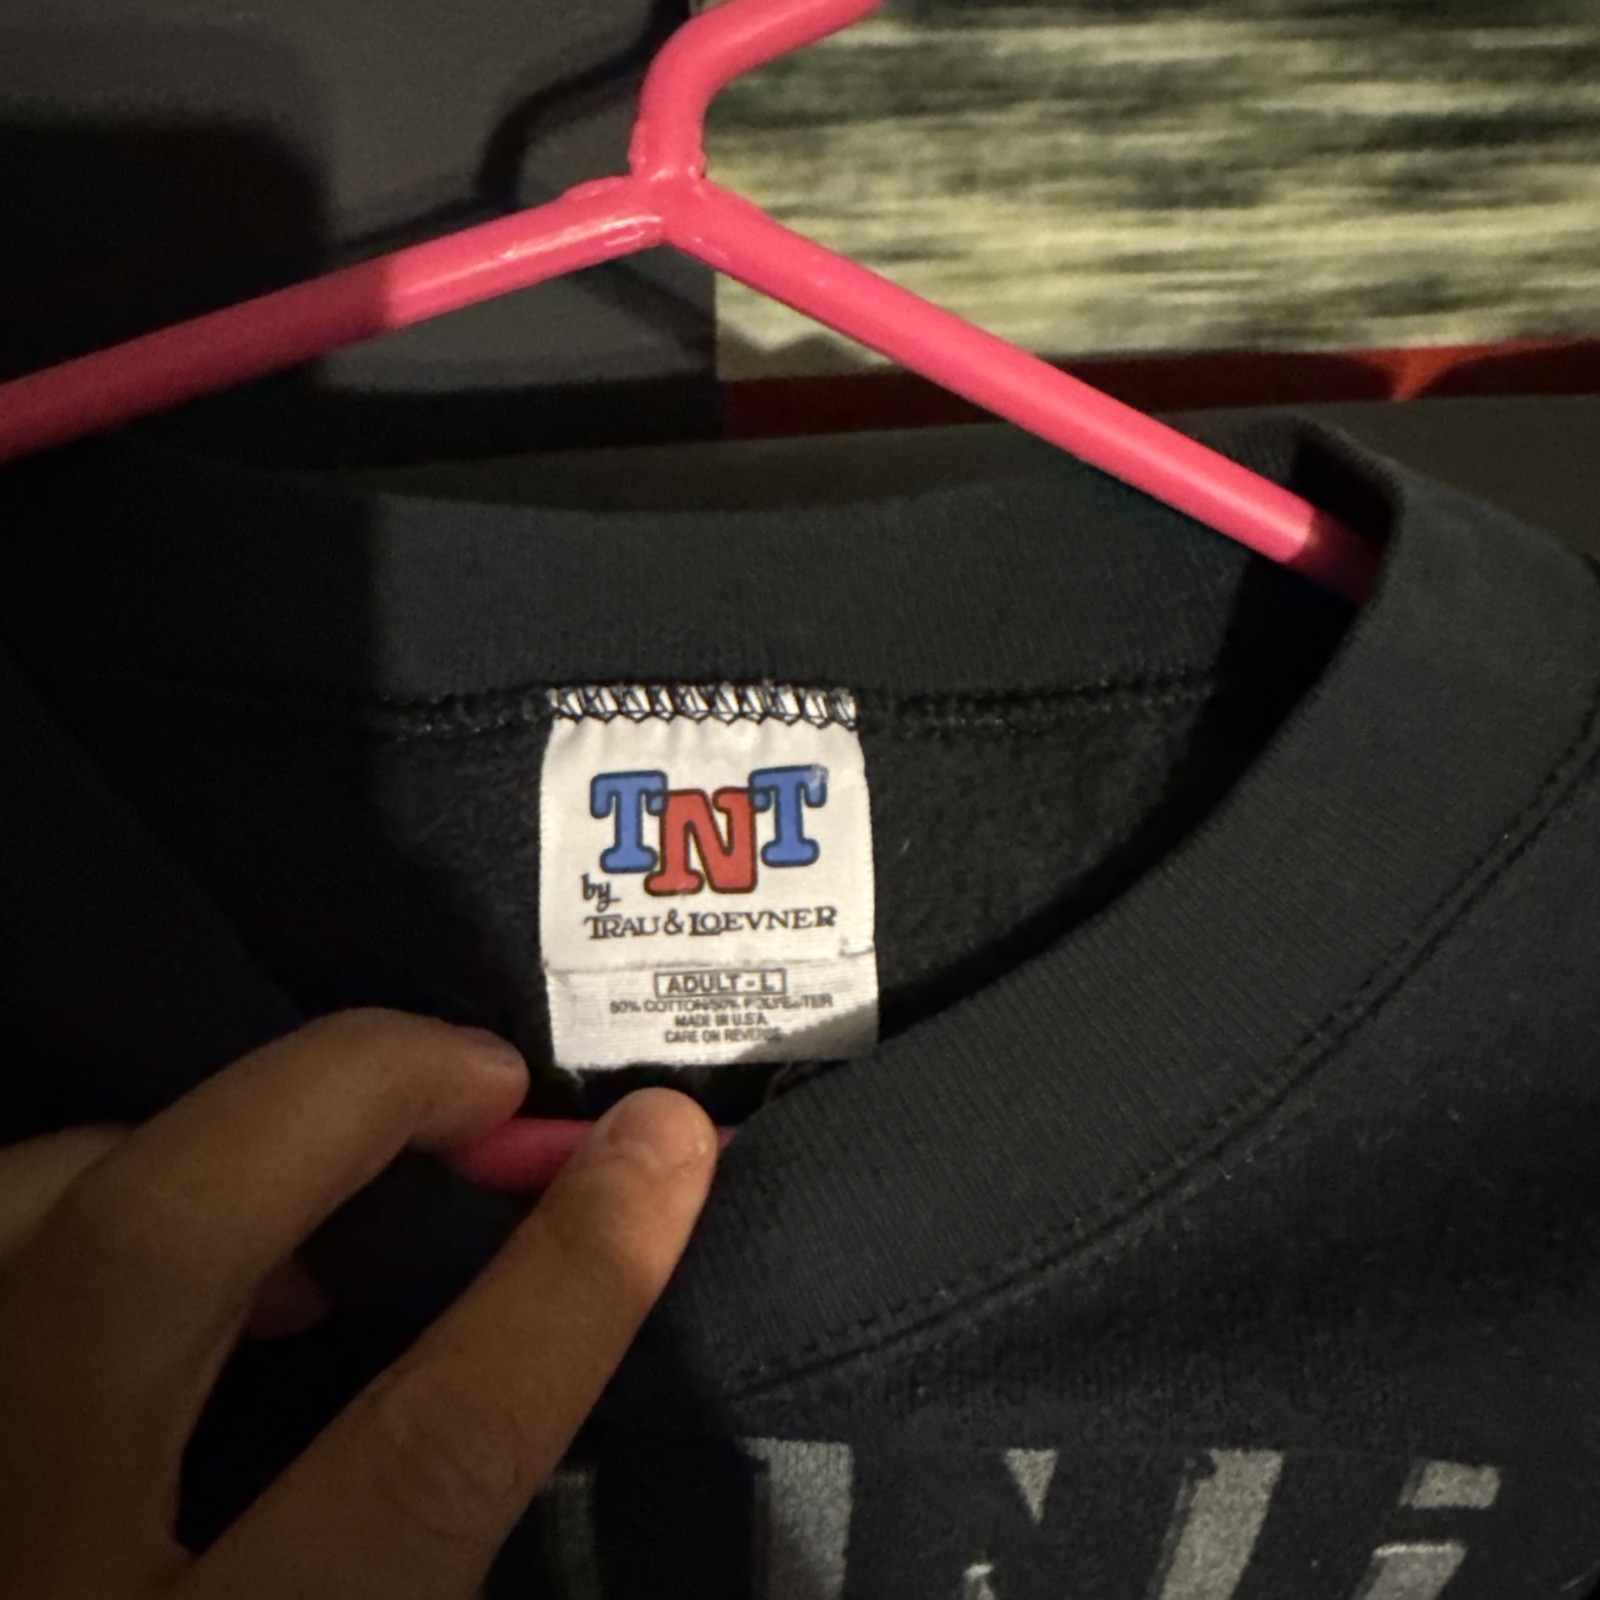 TNT
by
TRAU & LOEVNER
ADULT - L
50% COTTON/50% POLYESTER
MADE IN U.S.A.
CARE ON REVERSE